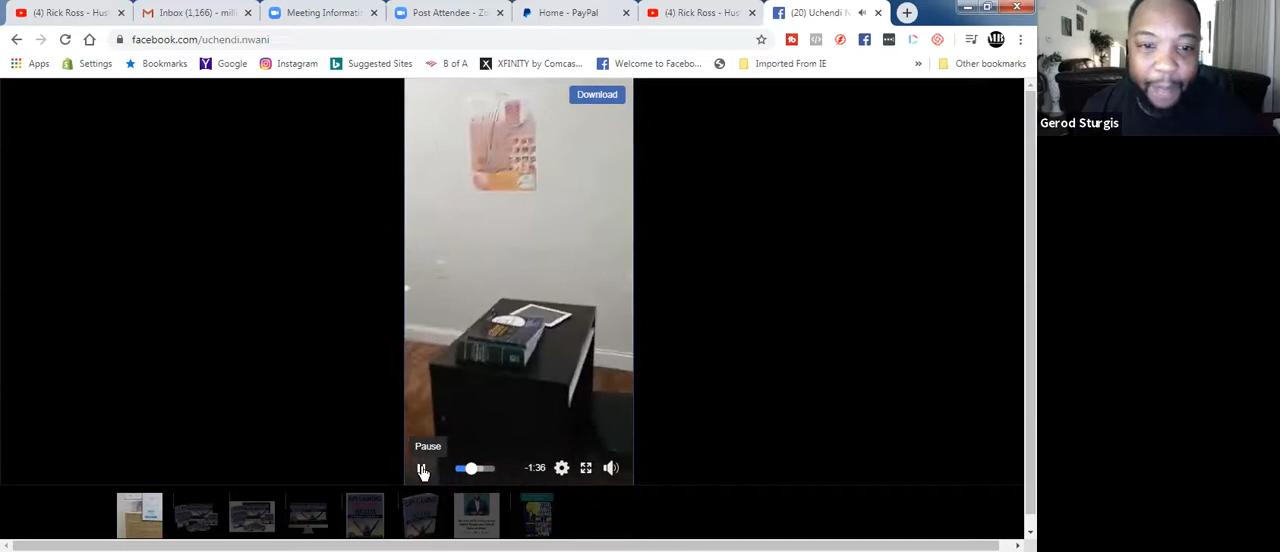 (4) Rick Ross - Hus
Inbox (1,166) - milli
Meeting Informati
Post Attendee - Zo
Home - PayPal
(4) Rick Ross - Hus
(20) Uchendi N
facebook.com/uchendi.nwani
Apps
Settings
Bookmarks
Google
Instagram
Suggested Sites
B of A
XFINITY by Comcas...
Welcome to Facebo...
Imported From IE
»
Other bookmarks
Download
Gerod Sturgis
Pause
-1:36